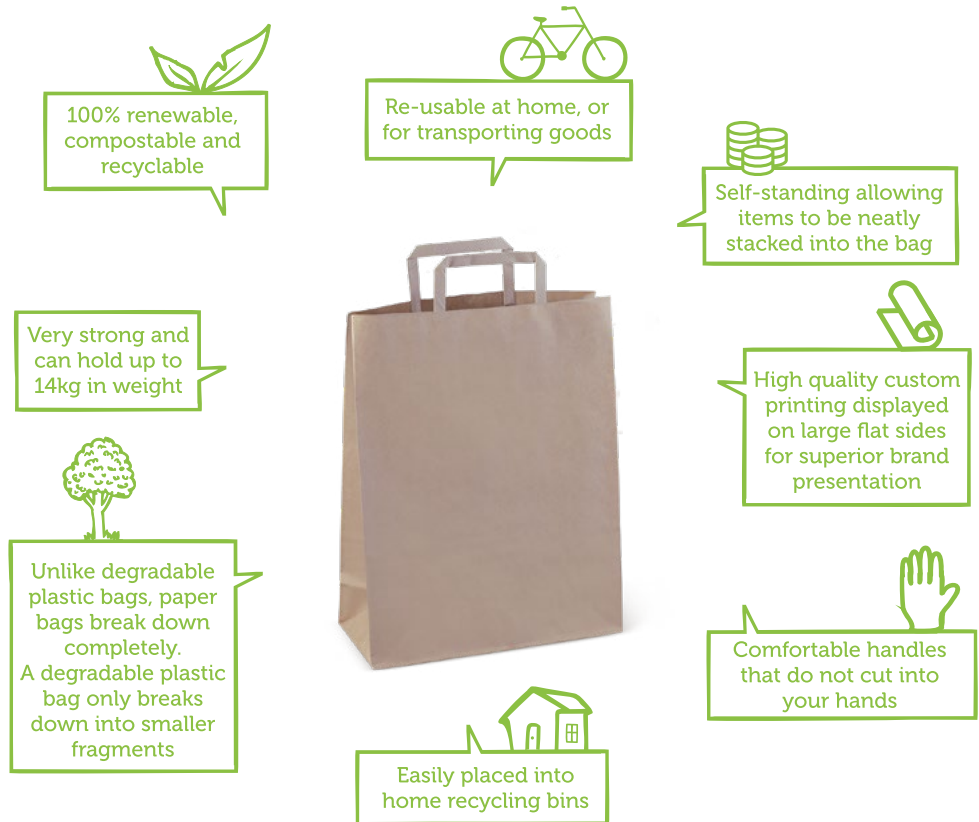 100% renewable,
compostable and
recyclable
Re-usable at home, or
for transporting goods
Self-standing allowing
items to be neatly
stacked into the bag
Very strong and
can hold up to
14kg in weight
High quality custom
printing displayed
on large flat sides
for superior brand
presentation
Unlike degradable
plastic bags, paper
bags break down
completely.
A degradable plastic
bag only breaks
down into smaller
fragments
Comfortable handles
that do not cut into
your hands
Easily placed into
home recycling bins